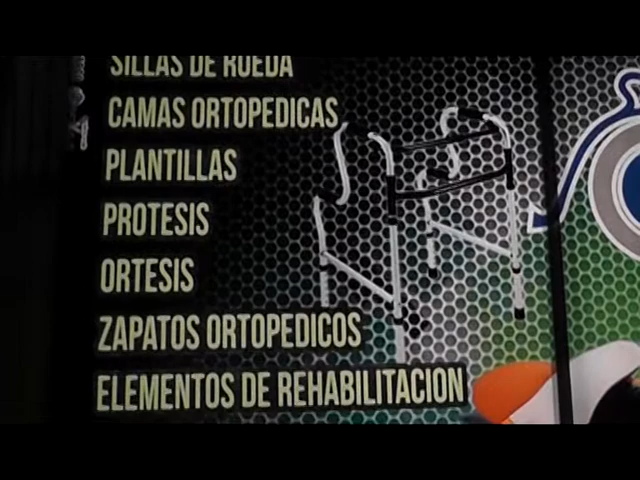 SILLAS DE RUEDA
CAMAS ORTOPEDICAS
PLANTILLAS
PROTESIS
ORTESIS
ZAPATOS ORTOPEDICOS
ELEMENTOS DE REHABILITACION